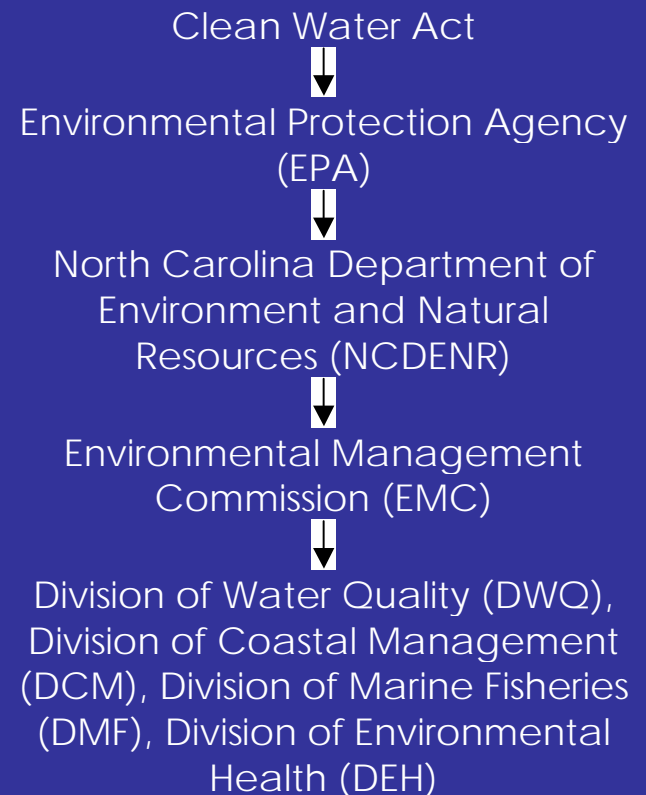 Clean Water Act
Environmental Protection Agency
(EPA)
North Carolina Department of
Environment and Natural
Resources (NCDENR)
Environmental Management
Commission (EMC)
Division of Water Quality (DWQ),
Division of Coastal Management
(DCM), Division of Marine Fisheries
(DMF), Division of Environmental
Health (DEH)